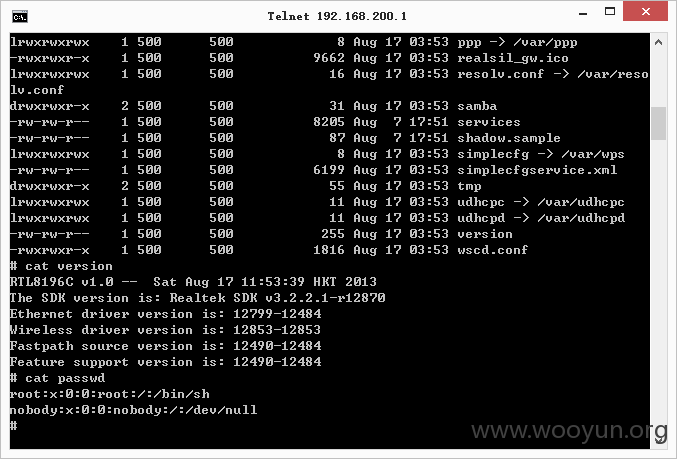 Telnet 192.168.200.1
lrwxrwxrwx    1 500      500             8 Aug 17 03:53 ppp -> /var/ppp
-rwxrwxr-x    1 500      500          9662 Aug 17 03:53 realsil_gw.ico
lrwxrwxrwx    1 500      500            16 Aug 17 03:53 resolv.conf -> /var/reso
lv.conf
drwxrwxr-x    2 500      500            31 Aug 17 03:53 samba
-rw-rw-r--    1 500      500          8205 Aug  7 17:51 services
-rw-rw-r--    1 500      500            87 Aug  7 17:51 shadow.sample
lrwxrwxrwx    1 500      500             8 Aug 17 03:53 simplecfg -> /var/wps
-rw-rw-r--    1 500      500          6199 Aug 17 03:53 simplecfgservice.xml
drwxrwxr-x    2 500      500            55 Aug 17 03:53 tmp
lrwxrwxrwx    1 500      500            11 Aug 17 03:53 udhcpc -> /var/udhcpc
lrwxrwxrwx    1 500      500            11 Aug 17 03:53 udhcpd -> /var/udhcpd
-rw-rw-r--    1 500      500           255 Aug 17 03:53 version
-rwxrwxr-x    1 500      500          1816 Aug 17 03:53 wscd.conf
# cat version
RTL8196C v1.0 --  Sat Aug 17 11:53:39 HKT 2013
The SDK version is: Realtek SDK v3.2.2.1-r12870
Ethernet driver version is: 12799-12484
Wireless driver version is: 12853-12853
Fastpath source version is: 12490-12484
Feature support version is: 12490-12484
# cat passwd
root:x:0:0:root:/:/bin/sh
nobody:x:0:0:nobody:/:/dev/null
#
www.wooyun.org